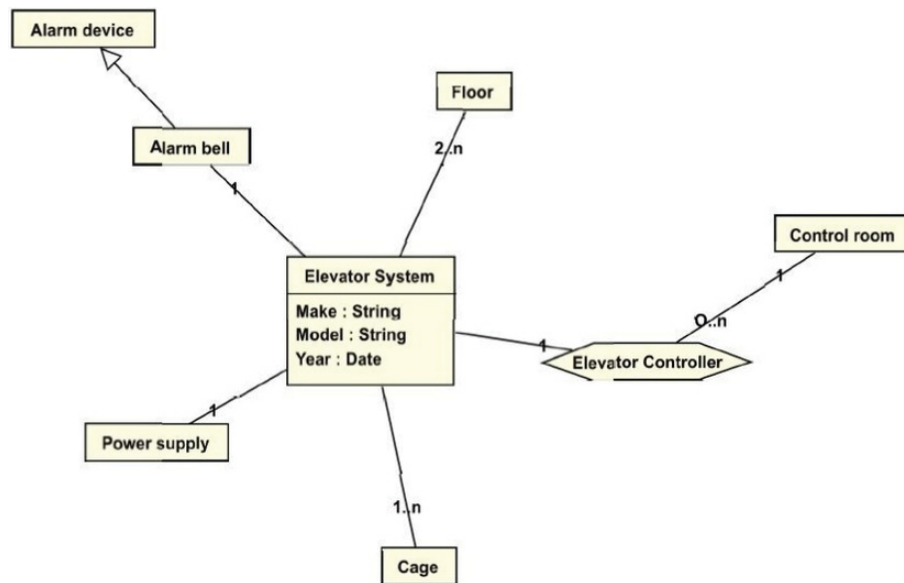 Alarm device
Floor
Alarm bell
2..n
1
Control room
Elevator System
1
Make : String
O..n
Model : String
1
Year : Date
Elevator Controller
1
Power supply
1..n
Cage